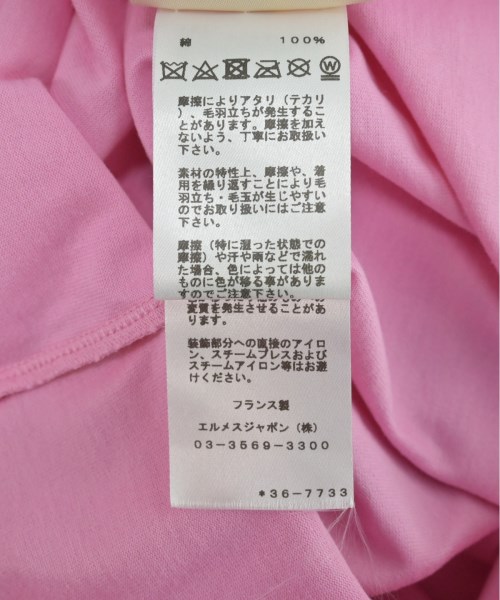 綿 100%
W
摩擦によりアタリ(テカリ
)、毛羽立ちが発生するこ
とがあります。摩擦を加え
ないよう、丁寧にお取扱い
下さい。
素材の特性上、摩擦や、着
用を繰り返すことにより毛
羽立ち・毛玉が生じやすい
のでお取り扱いにはご注意
下さい。
摩擦(特に湿った状態での
摩擦)や汗や雨などで濡れ
た場合、色によっては他の
ものに色が移る事がありま
すのでご注意下さい。
変質を発生させることがあ
ります。
装飾部分への直接のアイロ
ン、スチームプレスおよび
スチームアイロン等はお避
けください。
フランス製
エルメスジャポン(株)
03-3569-3300
*36-7733